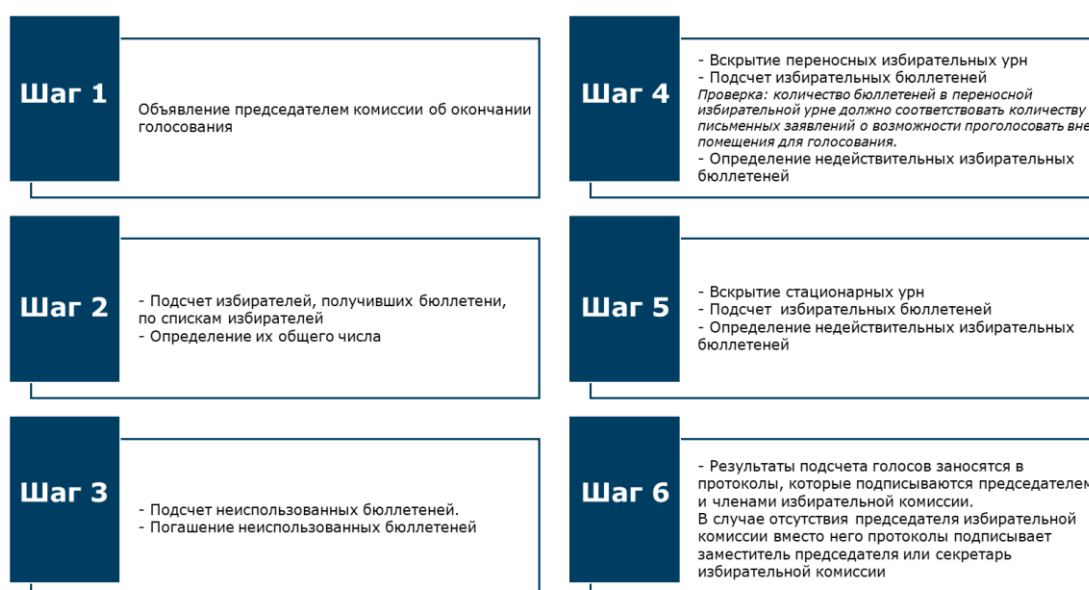 Шаг 1
Объявление председателем комиссии об окончании
голосования
Шаг 2
- Подсчет избирателей, получивших бюллетени,
по спискам избирателей
- Определение их общего числа
Шаг 3
- Подсчет неиспользованных бюллетеней.
- Погашение неиспользованных бюллетеней
Шаг 4
- Вскрытие переносных избирательных урн
- Подсчет избирательных бюллетеней
Проверка: количество бюллетеней в переносной
избирательной урне должно соответствовать количеству
письменных заявлений о возможности проголосовать вне
помещения для голосования.
- Определение недействительных избирательных
бюллетеней
Шаг 5
- Вскрытие стационарных урн
- Подсчет избирательных бюллетеней
- Определение недействительных избирательных
бюллетеней
Шаг 6
- Результаты подсчета голосов заносятся в
протоколы, которые подписываются председателем
и членами избирательной комиссии.
В случае отсутствия председателя избирательной
комиссии вместо него протоколы подписывает
заместитель председателя или секретарь
избирательной комиссии